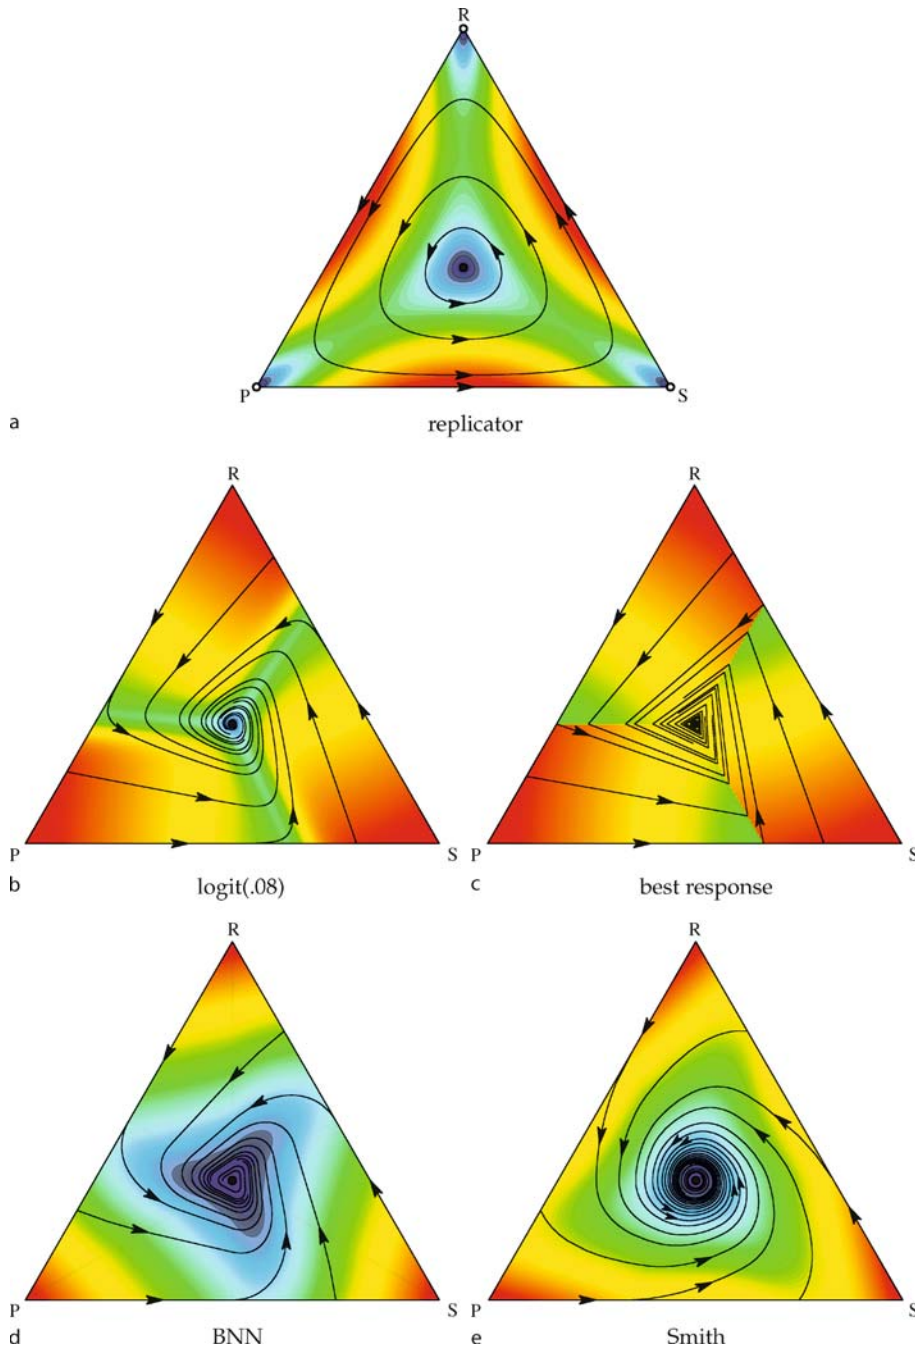 R
P
S
a
replicator
R
R
P
S
P
S
b
logit(.08)
c
best response
R
R
P
S
P
S
d
BNN
e
Smith